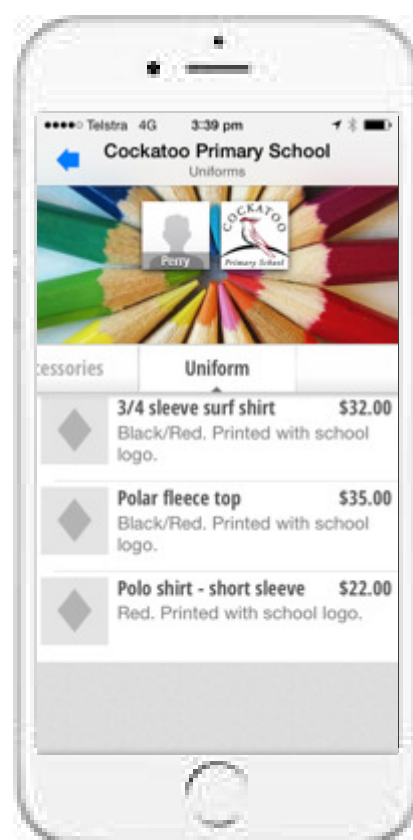 Telstra 4G 3:39 pm
Cockatoo Primary School
Uniforms
COCKATOO
Perry
Primary School
cessories Uniform
3/4 sleeve surf shirt $32.00
Black/Red. Printed with school
logo.
Polar fleece top $35.00
Black/Red. Printed with school
logo.
Polo shirt - short sleeve $22.00
Red. Printed with school logo.